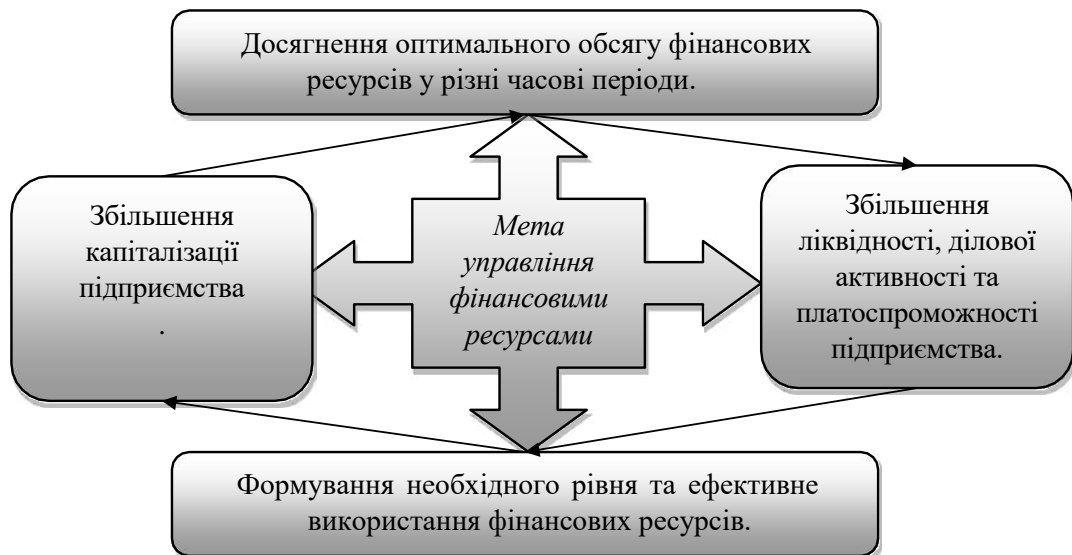 Досягнення оптимального обсягу фінансових
ресурсів у різні часові періоди.
Збільшення
капіталізації
підприємства
.
Мета
управління
фінансовими
ресурсами
Збільшення
ліквідності, ділової
активності та
платоспроможності
підприємства.
Формування необхідного рівня та ефективне
використання фінансових ресурсів.